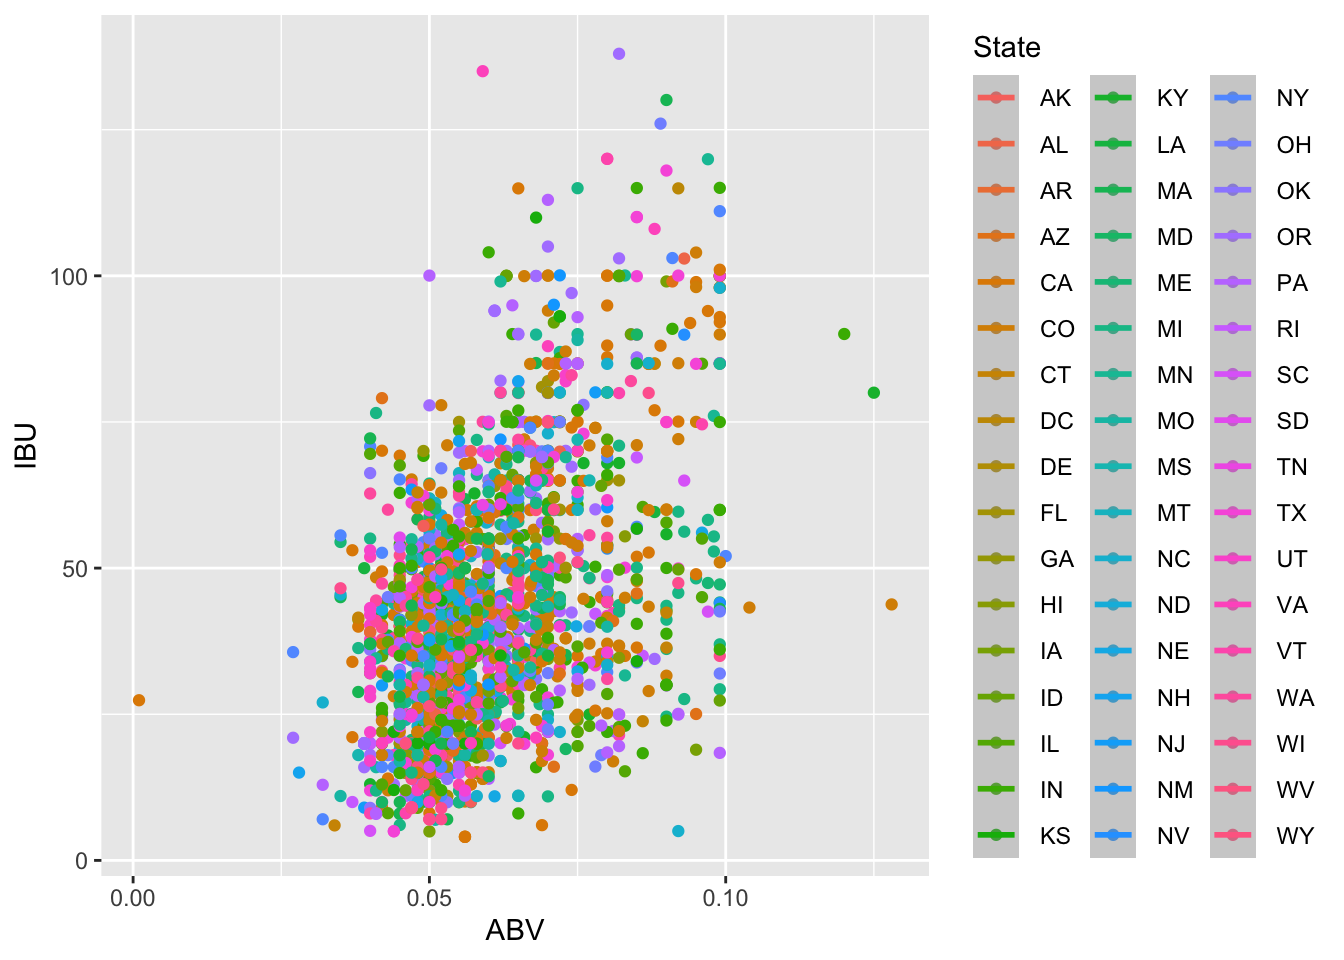 State
AK KY NY
AL LA OH
AR MA OK
AZ MD OR
CA ME PA
CO MI RI
CT MN SC
DC MO SD
DE MS TN
FL MT TX
GA NC UT
HI ND VA
IA NE VT
ID NH WA
IL NJ WI
IN NM WV
KS NV WY
IBU
100
50
0
0.00 0.05 0.10
ABV